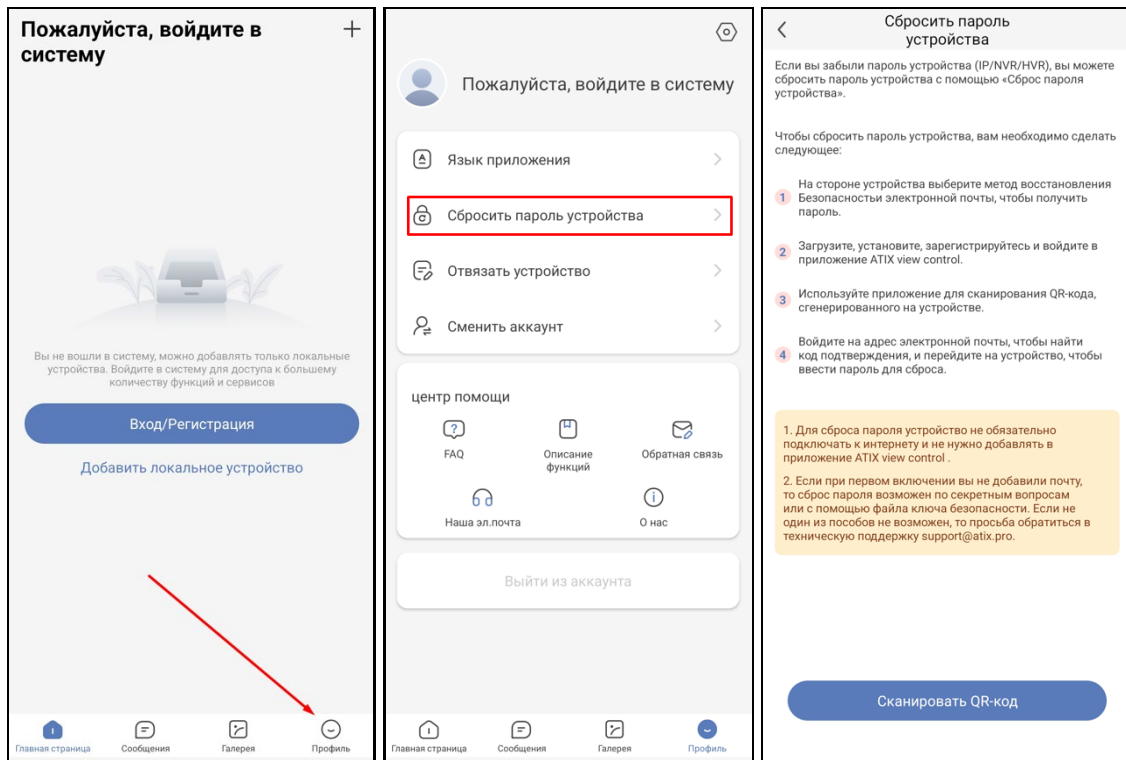 Пожалуйста, войдите в
систему
Вы не вошли в систему, можно добавлять только локальные
устройства. Войдите в систему для доступа к большему
количеству функций и сервисов
Вход/Регистрация
Добавить локальное устройство
Главная страница
Сообщения
Галерея
Профиль
Пожалуйста, войдите в систему
Язык приложения
Сбросить пароль устройства
Отвязать устройство
Сменить аккаунт
центр помощи
FAQ
Описание
функций
Обратная связь
Наша эл.почта
О нас
Выйти из аккаунта
Главная страница
Сообщения
Галерея
Профиль
Сбросить пароль
устройства
Если вы забыли пароль устройства (IP/NVR/HVR), вы можете
сбросить пароль устройства с помощью «Сброс пароля
устройства».
Чтобы сбросить пароль устройства, вам необходимо сделать
следующее:
1 На стороне устройства выберите метод восстановления
Безопасностьи электронной почты, чтобы получить
пароль.
2 Загрузите, установите, зарегистрируйтесь и войдите в
приложение ATIX view control.
3 Используйте приложение для сканирования QR-кода,
сгенерированного на устройстве.
4 Войдите на адрес электронной почты, чтобы найти
код подтверждения, и перейдите на устройство, чтобы
ввести пароль для сброса.
1. Для сброса пароля устройство не обязательно
подключать к интернету и не нужно добавлять в
приложение ATIX view control .
2. Если при первом включении вы не добавили почту,
то сброс пароля возможен по секретным вопросам
или с помощью файла ключа безопасности. Если не
один из пособов не возможен, то просьба обратиться в
техническую поддержку support@atix.pro.
Сканировать QR-код